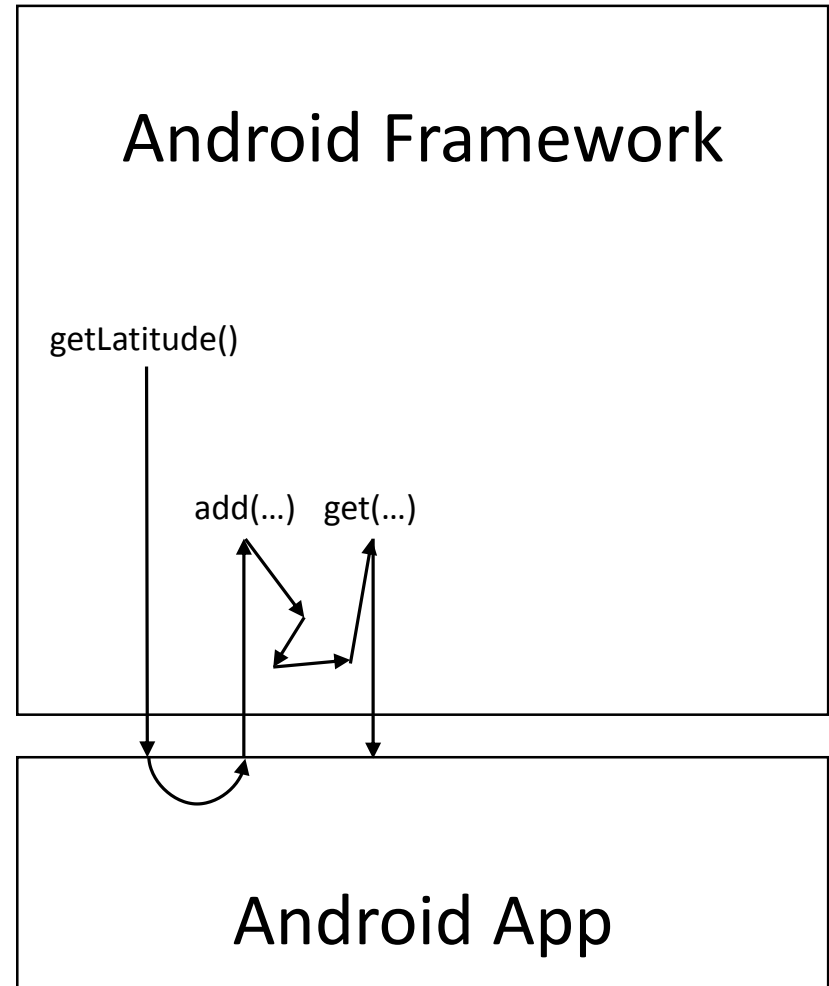 Android Framework
getLatitude()
add(…) get(…)
Android App